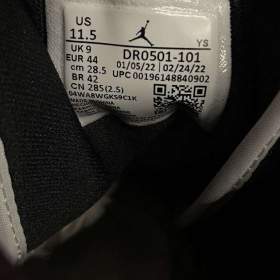 US
11.5
YS
UK 9
EUR 44
cm 28.5
BR 42
CN 285(2.5)
DR0501-101
01/05/22 02/24/22
UPC 00196148840902